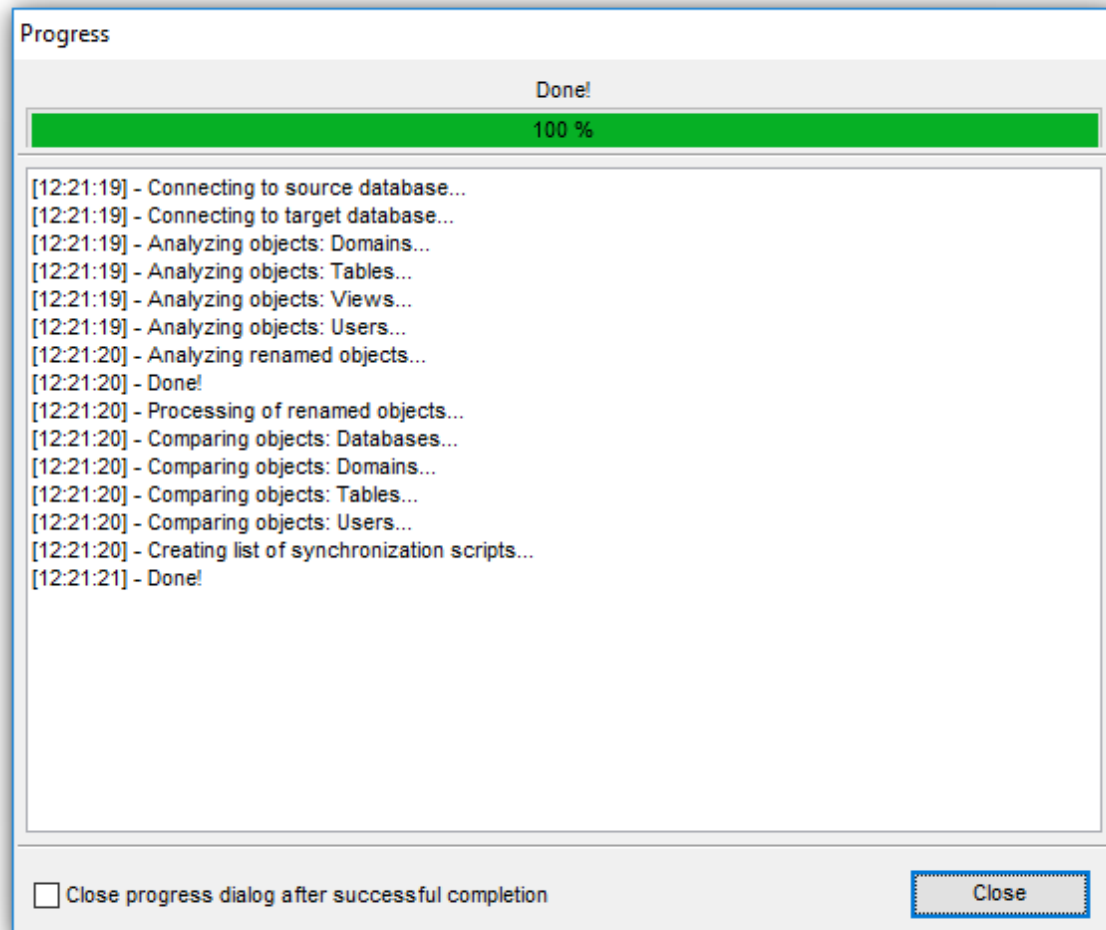 Progress
Done!
100 %
[12:21:19] - Connecting to source database...
[12:21:19] - Connecting to target database...
[12:21:19] - Analyzing objects: Domains...
[12:21:19] - Analyzing objects: Tables...
[12:21:19] - Analyzing objects: Views...
[12:21:19] - Analyzing objects: Users...
[12:21:20] - Analyzing renamed objects...
[12:21:20] - Done!
[12:21:20] - Processing of renamed objects...
[12:21:20] - Comparing objects: Databases...
[12:21:20] - Comparing objects: Domains...
[12:21:20] - Comparing objects: Tables...
[12:21:20] - Comparing objects: Users...
[12:21:20] - Creating list of synchronization scripts...
[12:21:21] - Done!
Close progress dialog after successful completion
Close